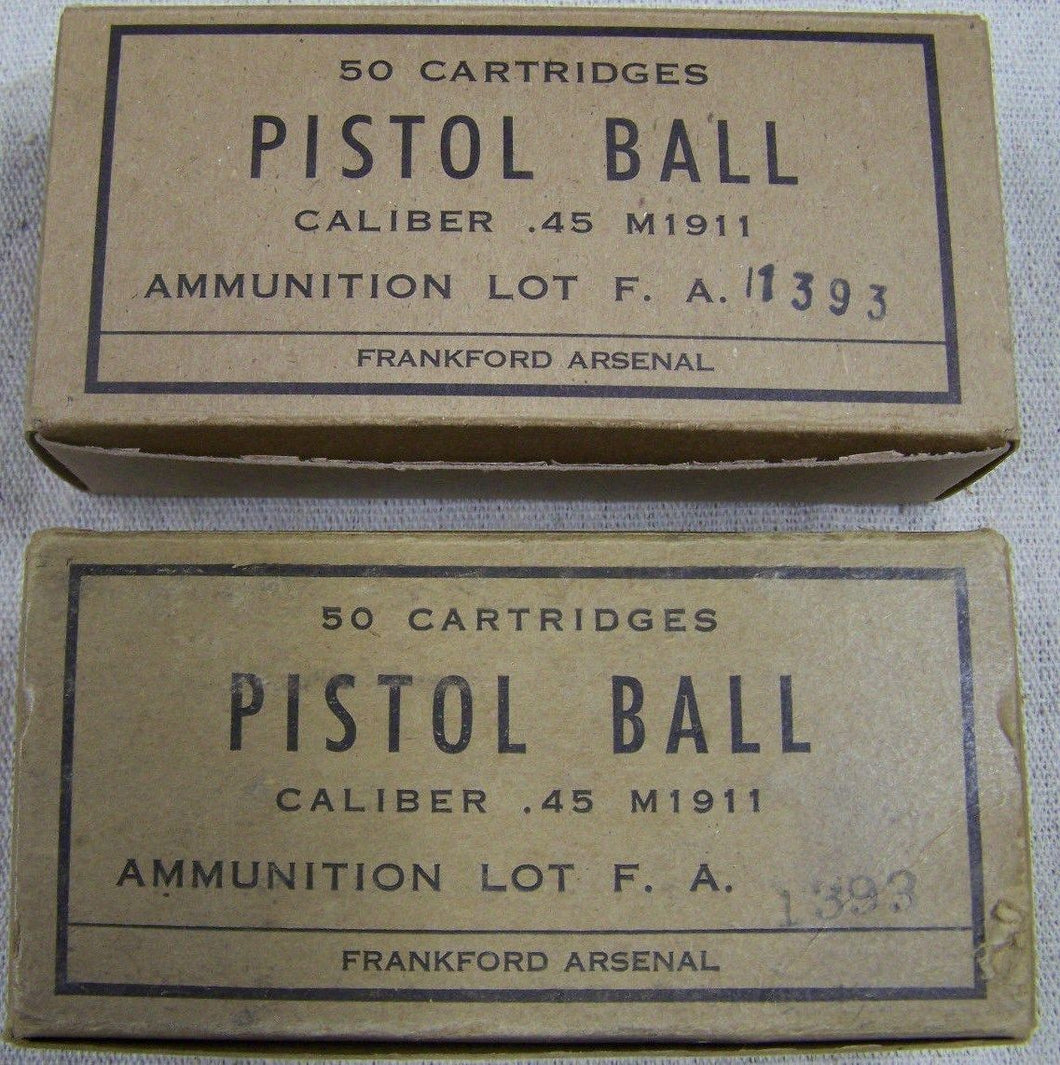 50 CARTRIDGES
PISTOL BALL
CALIBER .45 M1911
AMMUNITION LOT F. A. 1393
FRANKFORD ARSENAL
50 CARTRIDGES
PISTOL BALL
CALIBER .45 M1911
AMMUNITION LOT F. A. 1393
FRANKFORD ARSENAL